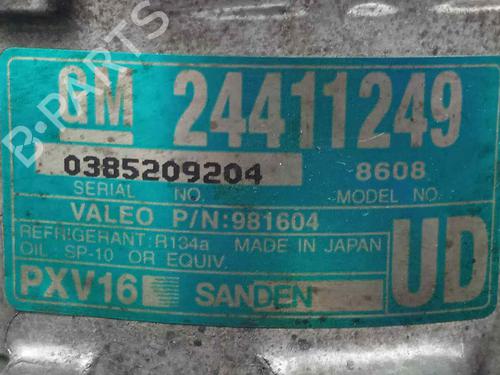 GM 24411249
0385209204 8608
SERIAL NO. MODEL NO.
VALEO P/N:981604
REFRIGERANT:R134a MADE IN JAPAN
OIL: SP-10 OR EQUIV.
UD
PXV16 SANDEN
B-PARTS